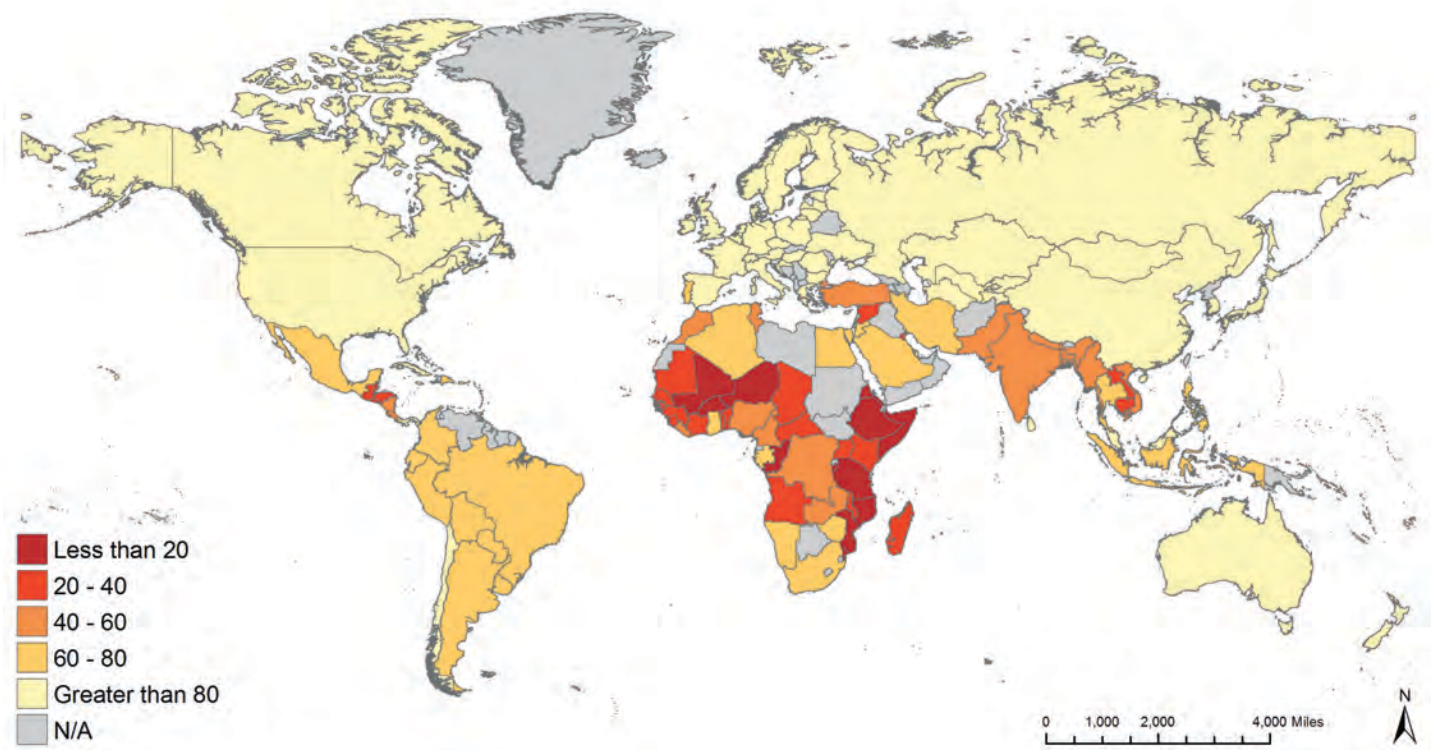 Less than 20
20 - 40
40 - 60
60 - 80
Greater than 80
N/A
N
0 1,000 2,000 4,000 Miles